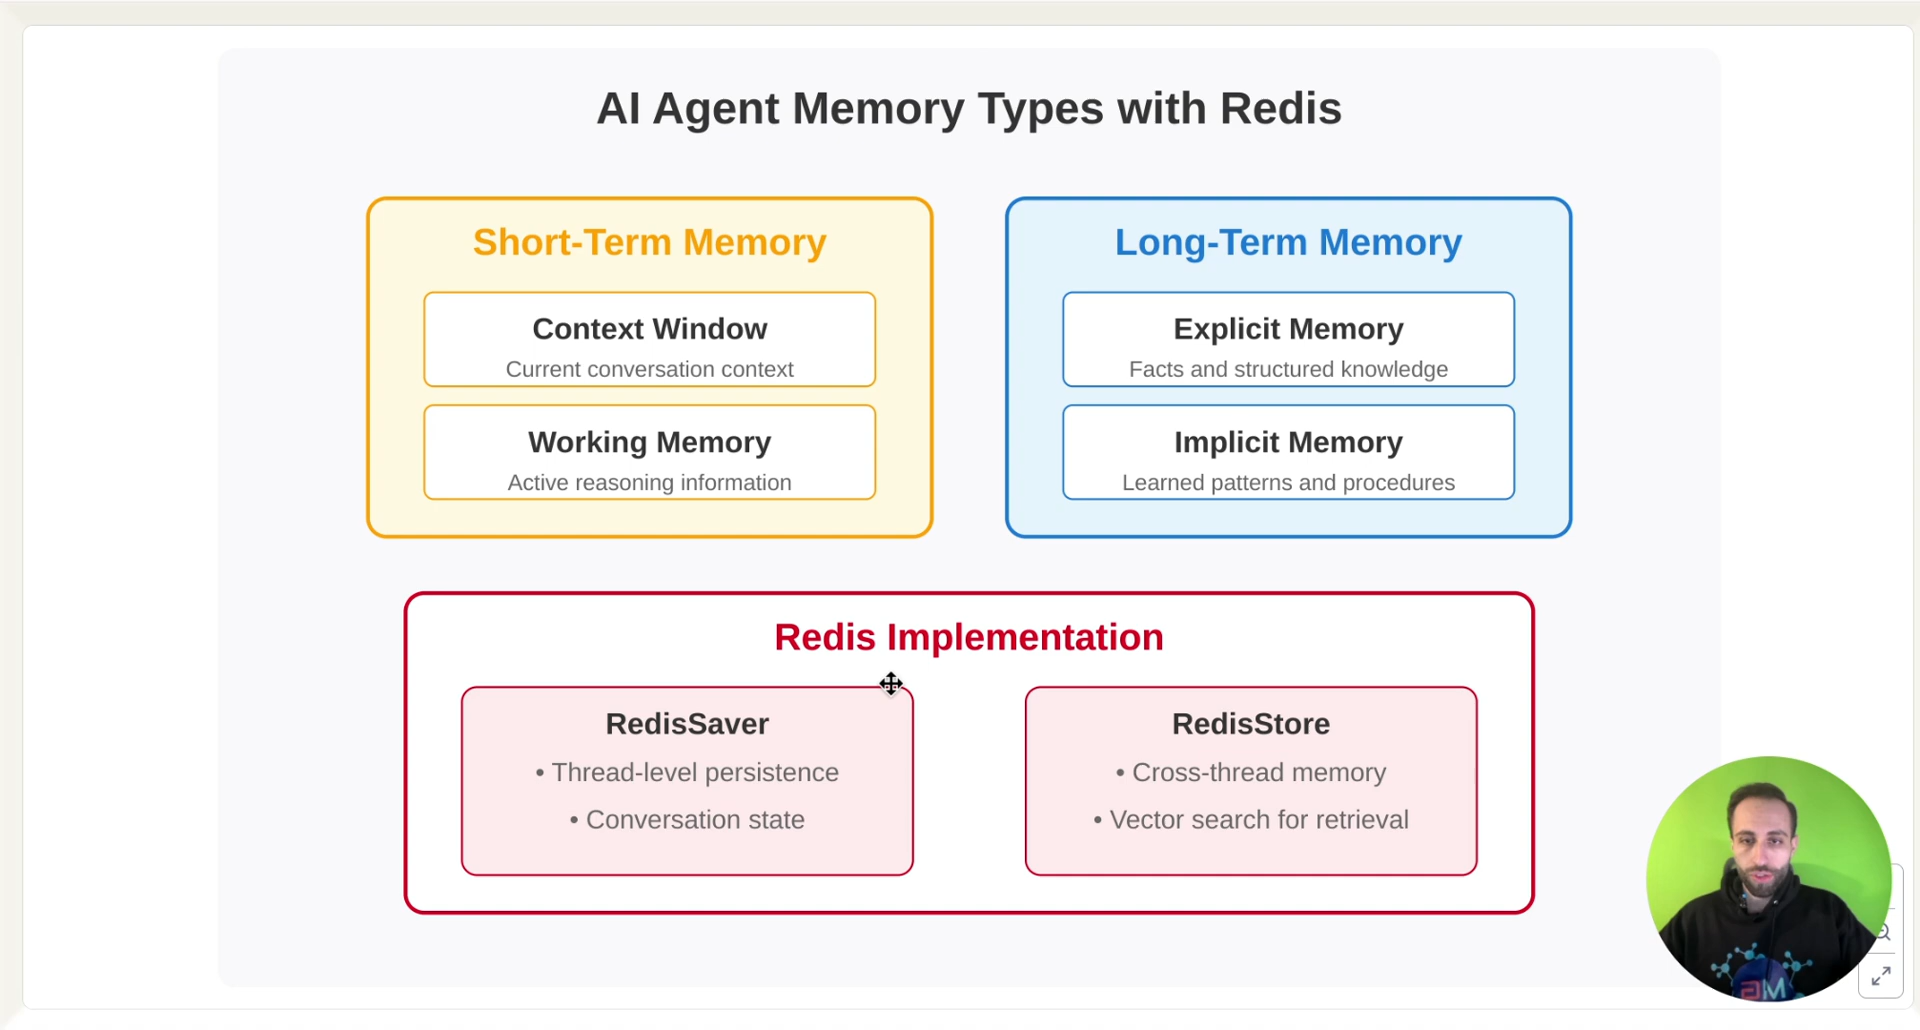 AI Agent Memory Types with Redis
Short-Term Memory
Context Window
Current conversation context
Working Memory
Active reasoning information
Long-Term Memory
Explicit Memory
Facts and structured knowledge
Implicit Memory
Learned patterns and procedures
Redis Implementation
RedisSaver
• Thread-level persistence
• Conversation state
RedisStore
• Cross-thread memory
• Vector search for retrieval